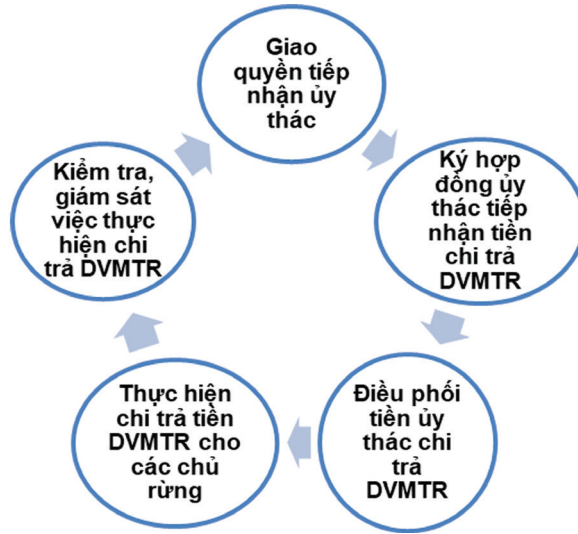 Giao
quyền tiếp
nhận ủy
thác
Ký hợp
đồng ủy
thác tiếp
nhận tiền
chi trả
DVMTR
Điều phối
tiền ủy
thác chi
trả
DVMTR
Thực hiện
chi trả tiền
DVMTR cho
các chủ
rừng
Kiểm tra,
giám sát
việc thực
hiện chi
trả DVMTR